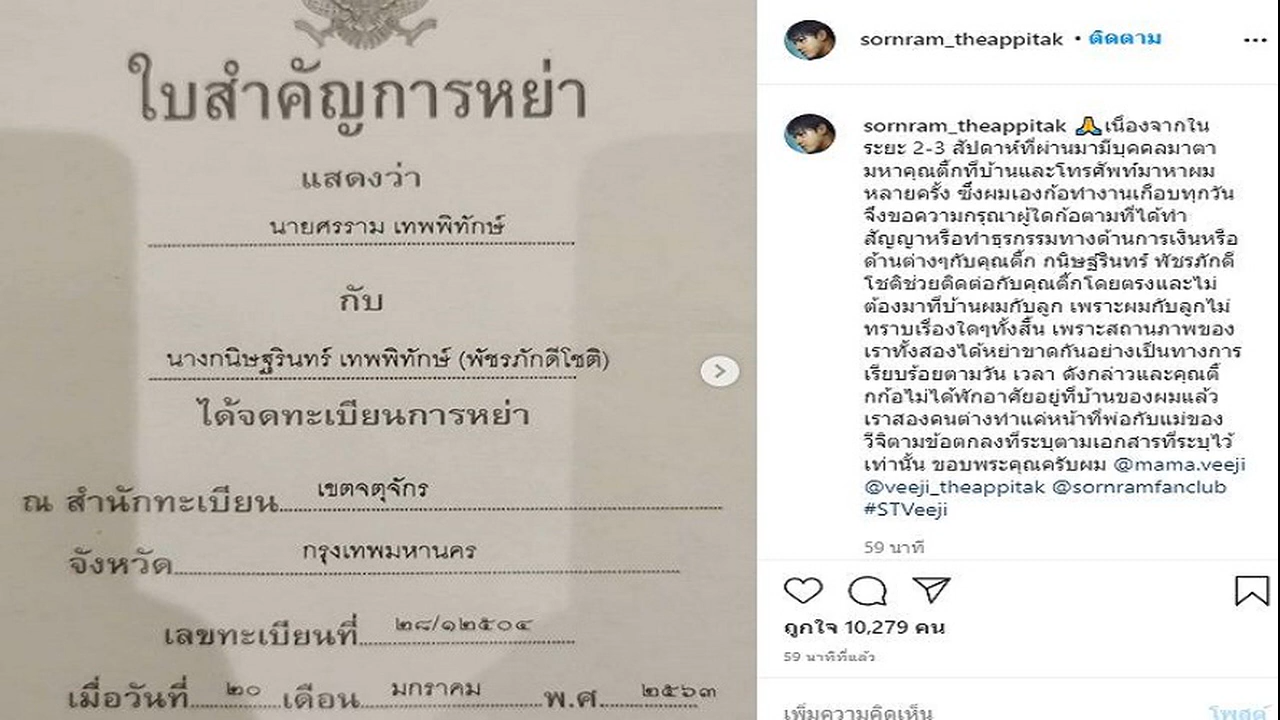 ใบสำคัญการหย่า
แสดงว่า
นายศรราม เทพพิทักษ์
กับ
นางกนิษฐรินทร์ เทพพิทักษ์ (พัชรภักดีโชติ)
ได้จดทะเบียนการหย่า
ณ สำนักทะเบียน เขตจตุจักร
จังหวัด กรุงเทพมหานคร
เลขทะเบียนที่ ๒๘/๑๒๕๐๔
เมื่อวันที่ ๒๐ เดือน มกราคม พ.ศ. ๒๕๖๓
sornram_theappitak • ติดตาม
sornram_theappitak 🙏เนื่องจากใน
ระยะ 2-3 สัปดาห์ที่ผ่านมามีบุคคลมาตา
มหาคุณติ๊กที่บ้านและโทรศัพท์มาหาผม
หลายครั้ง ซึ่งผมเองก้อทำงานเกือบทุกวัน
จึงขอความกรุณาผู้ใดก้อตามที่ได้ทำ
สัญญาหรือทำธุรกรรมทางด้านการเงินหรือ
ด้านต่างๆกับคุณติ๊ก กนิษฐ์รินทร์ พัชรภักดี
โชติช่วยติดต่อกับคุณติ๊กโดยตรงและไม่
ต้องมาที่บ้านผมกับลูก เพราะผมกับลูกไม่
ทราบเรื่องใดๆทั้งสิ้น เพราะสถานภาพของ
เราทั้งสองได้หย่าขาดกันอย่างเป็นทางการ
เรียบร้อยตามวัน เวลา ดังกล่าวและคุณติ๊
กก้อไม่ได้พักอาศัยอยู่ที่บ้านของผมแล้ว
เราสองคนต่างทำแค่หน้าที่พ่อกับแม่ของ
วีจิตามข้อตกลงที่ระบุตามเอกสารที่ระบุไว้
เท่านั้น ขอบพระคุณครับผม @mama.veeji
@veeji_theappitak @sornramfanclub
#STVeeji
59 นาที
ถูกใจ 10,279 คน
59 นาทีที่แล้ว
เพิ่มความคิดเห็น
โพสต์